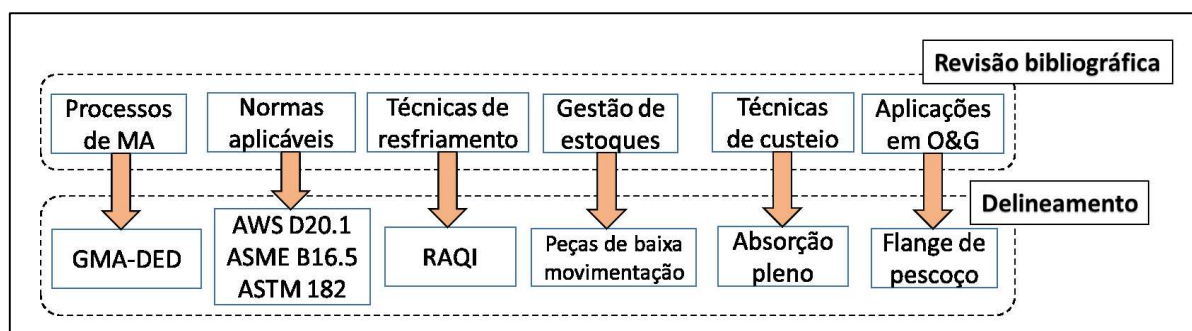 Revisão bibliográfica
Processos
de MA
Normas
aplicáveis
Técnicas de
resfriamento
Gestão de
estoques
Técnicas
de custeio
Aplicações
em O&G
Delineamento
GMA-DED
AWS D20.1
ASME B16.5
ASTM 182
RAQI
Peças de baixa
movimentação
Absorção
pleno
Flange de
pescoço